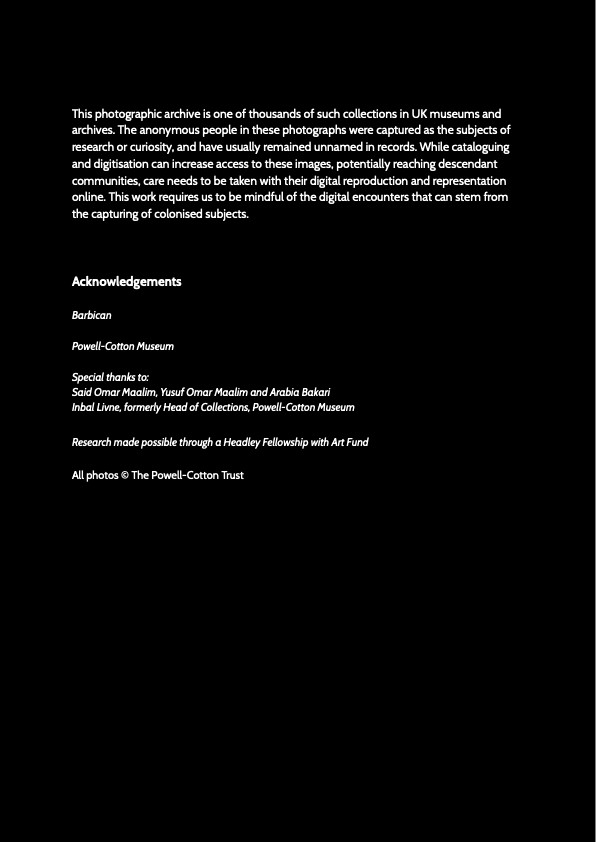 This photographic archive is one of thousands of such collections in UK museums and
archives. The anonymous people in these photographs were captured as the subjects of
research or curiosity, and have usually remained unnamed in records. While cataloguing
and digitisation can increase access to these images, potentially reaching descendant
communities, care needs to be taken with their digital reproduction and representation
online. This work requires us to be mindful of the digital encounters that can stem from
the capturing of colonised subjects.
Acknowledgements
Barbican
Powell-Cotton Museum
Special thanks to:
Said Omar Maalim, Yusuf Omar Maalim and Arabia Bakari
Inbal Livne, formerly Head of Collections, Powell-Cotton Museum
Research made possible through a Headley Fellowship with Art Fund
All photos © The Powell-Cotton Trust